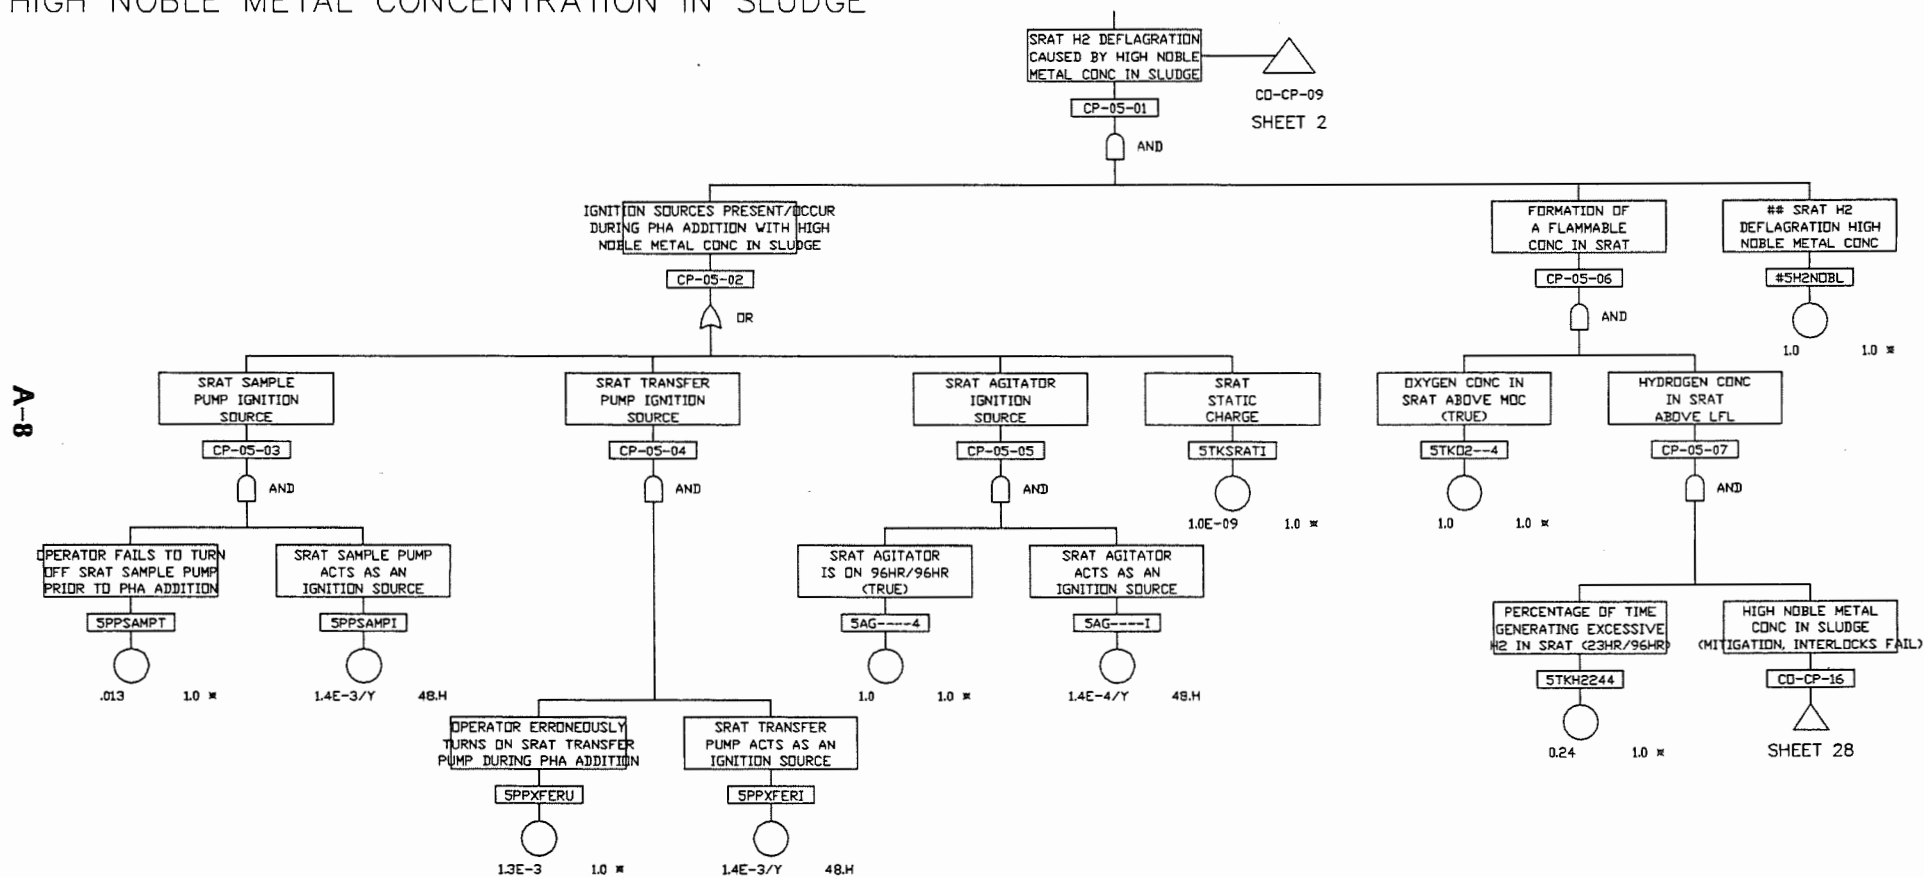 HIGH NOBLE METAL CONCENTRATION IN SLUDGE
SRAT H2 DEFLAGRATION
CAUSED BY HIGH NOBLE
METAL CONC IN SLUDGE
CO-CP-09
SHEET 2
CP-05-01
AND
IGNITION SOURCES PRESENT/OCCUR
DURING PHA ADDITION WITH HIGH
NOBLE METAL CONC IN SLUDGE
CP-05-02
OR
FORMATION OF
A FLAMMABLE
CONC IN SRAT
CP-05-06
AND
## SRAT H2
DEFLAGRATION HIGH
NOBLE METAL CONC
#5H2NOBL
1.0 1.0 *
A-8
SRAT SAMPLE
PUMP IGNITION
SOURCE
CP-05-03
AND
SRAT TRANSFER
PUMP IGNITION
SOURCE
CP-05-04
AND
SRAT AGITATOR
IGNITION
SOURCE
CP-05-05
AND
SRAT
STATIC
CHARGE
5TKSRATI
1.0E-09 1.0 *
OXYGEN CONC IN
SRAT ABOVE MOC
(TRUE)
5TKO2--4
1.0 1.0 *
HYDROGEN CONC
IN SRAT
ABOVE LFL
CP-05-07
AND
OPERATOR FAILS TO TURN
OFF SRAT SAMPLE PUMP
PRIOR TO PHA ADDITION
5PPSAMPT
.013 1.0 *
SRAT SAMPLE PUMP
ACTS AS AN
IGNITION SOURCE
5PPSAMPI
1.4E-3/Y 48.H
SRAT AGITATOR
IS ON 96HR/96HR
(TRUE)
5AG----4
1.0 1.0 *
SRAT AGITATOR
ACTS AS AN
IGNITION SOURCE
5AG----I
1.4E-4/Y 48.H
PERCENTAGE OF TIME
GENERATING EXCESSIVE
H2 IN SRAT (23HR/96HR)
5TKH2244
0.24 1.0 *
HIGH NOBLE METAL
CONC IN SLUDGE
(MITIGATION, INTERLOCKS FAIL)
CO-CP-16
SHEET 28
OPERATOR ERRONEOUSLY
TURNS ON SRAT TRANSFER
PUMP DURING PHA ADDITION
5PPXFERU
1.3E-3 1.0 *
SRAT TRANSFER
PUMP ACTS AS AN
IGNITION SOURCE
5PPXFERI
1.4E-3/Y 48.H